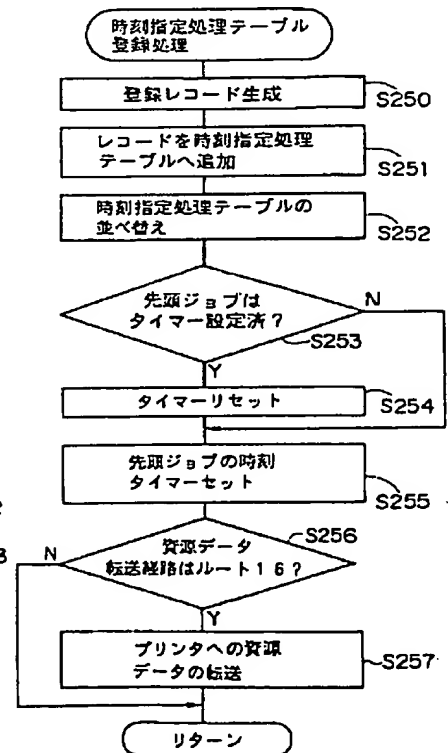 時刻指定処理テーブル
登録処理
登録レコード生成
S250
レコードを時刻指定処理
テーブルへ追加
S251
時刻指定処理テーブルの
並べ替え
S252
先頭ジョブは
タイマー設定済?
N
S253
Y
タイマーリセット
S254
先頭ジョブの時刻
タイマーセット
S255
S256
資源データ
転送経路はルート16?
N
Y
プリンタへの資源
データの転送
S257
リターン